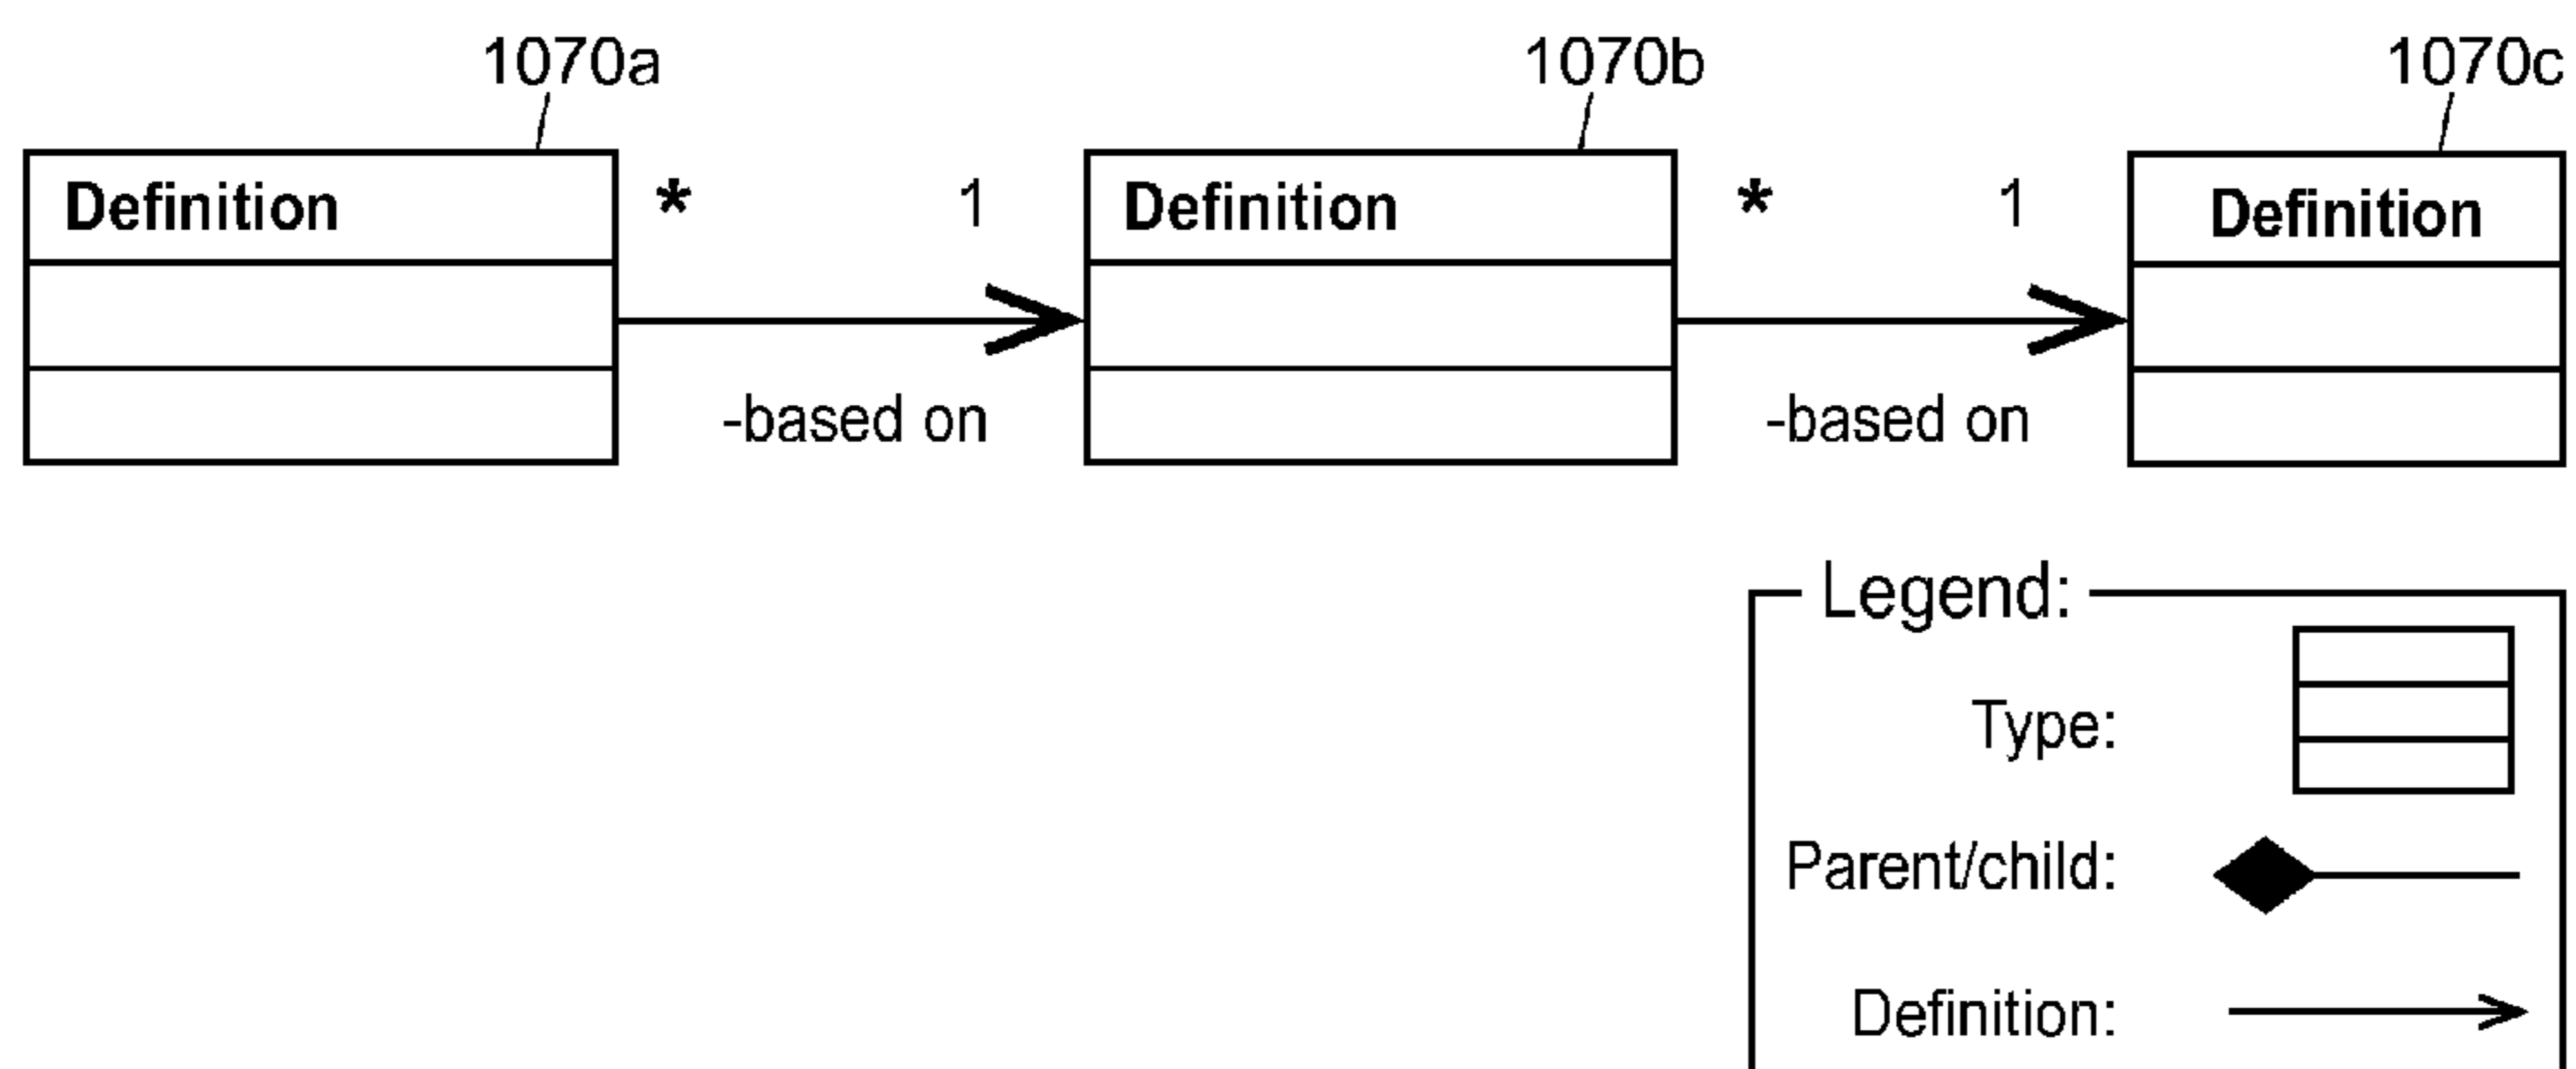 1070a 1070b 1070c
Definition * 1 Definition * 1 Definition
-based on -based on
Legend:
Type:
Parent/child:
Definition: